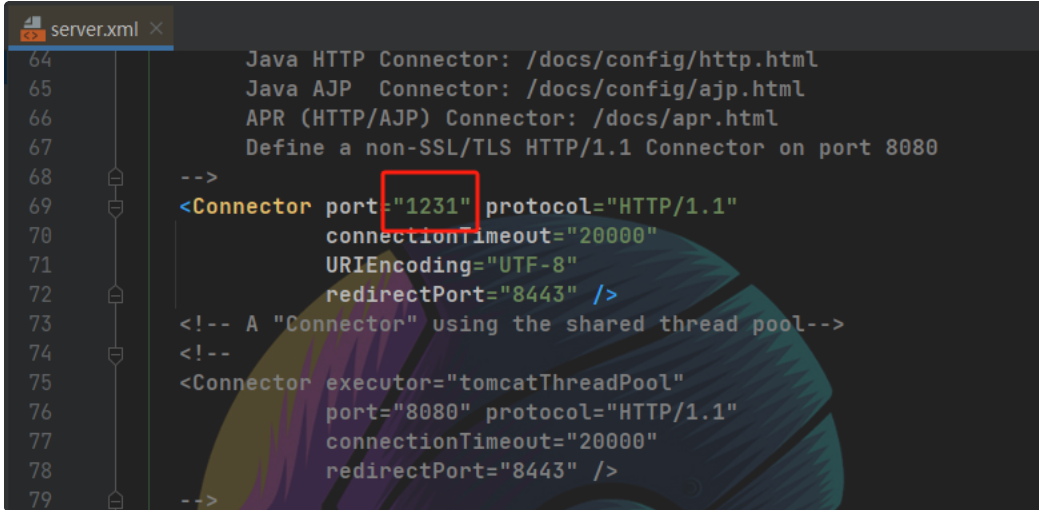 server.xml
64 Java HTTP Connector: /docs/config/http.html
65 Java AJP  Connector: /docs/config/ajp.html
66 APR (HTTP/AJP) Connector: /docs/apr.html
67 Define a non-SSL/TLS HTTP/1.1 Connector on port 8080
68 -->
69 <Connector port="1231" protocol="HTTP/1.1"
70 connectionTimeout="20000"
71 URIEncoding="UTF-8"
72 redirectPort="8443" />
73 <!-- A "Connector" using the shared thread pool-->
74 <!--
75 <Connector executor="tomcatThreadPool"
76 port="8080" protocol="HTTP/1.1"
77 connectionTimeout="20000"
78 redirectPort="8443" />
79 -->